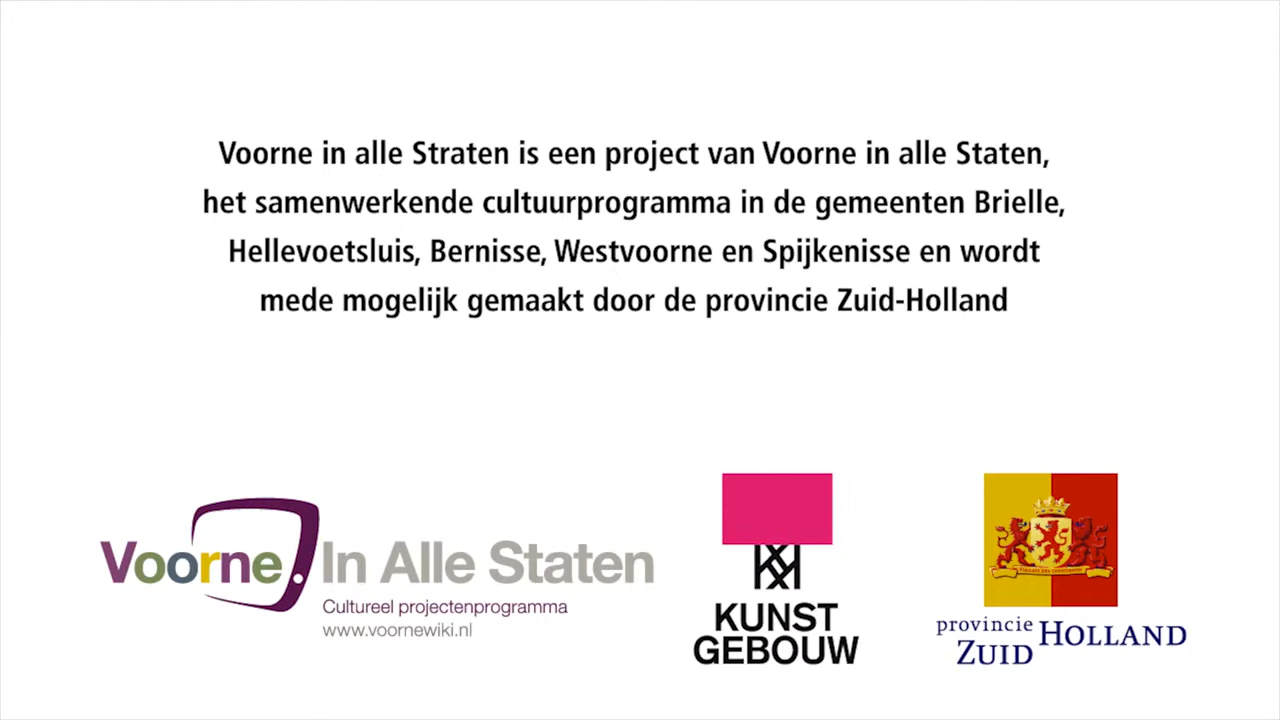 Voorne in alle Straten is een project van Voorne in alle Staten,
het samenwerkende cultuurprogramma in de gemeenten Brielle,
Hellevoetsluis, Bernisse, Westvoorne en Spijkenisse en wordt
mede mogelijk gemaakt door de provincie Zuid-Holland
Voorne In Alle Staten
Cultureel projectenprogramma
www.voornewiki.nl
KUNST
GEBOUW
provincie
ZUID HOLLAND